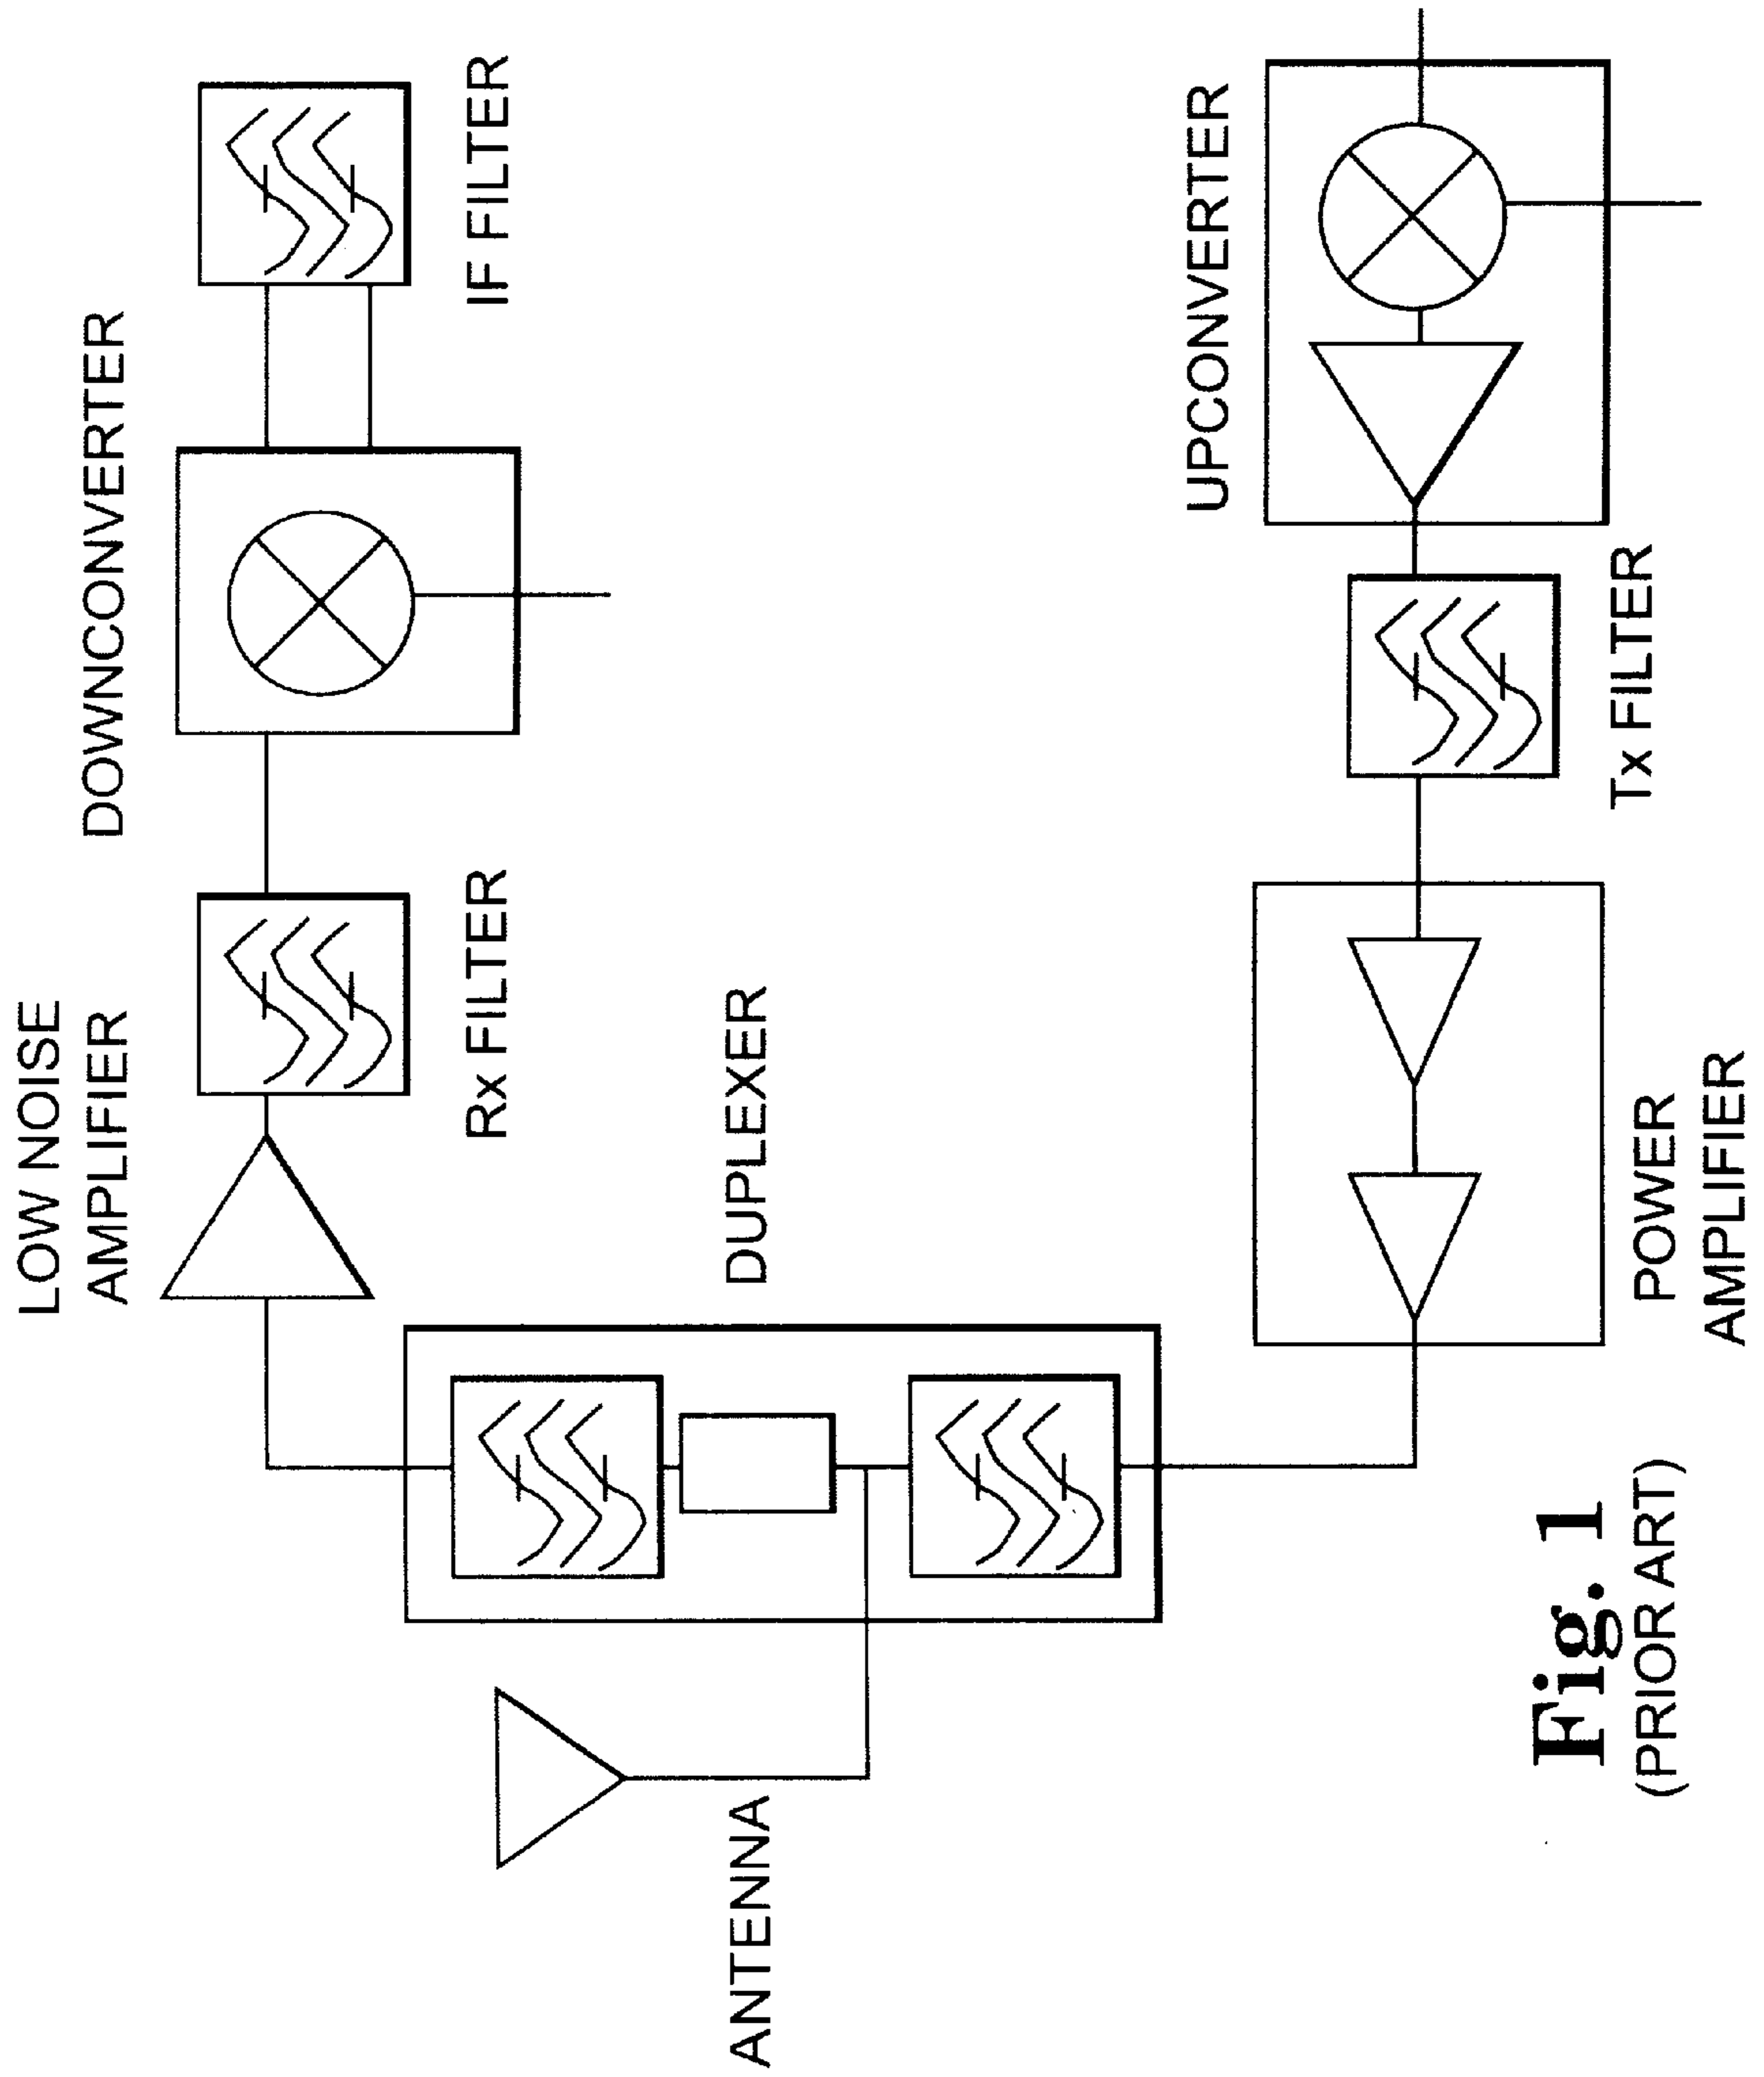 LOW NOISE
AMPLIFIER
DOWNCONVERTER
Rx FILTER
IF FILTER
DUPLEXER
ANTENNA
UPCONVERTER
Tx FILTER
POWER
AMPLIFIER
Fig. 1
(PRIOR ART)